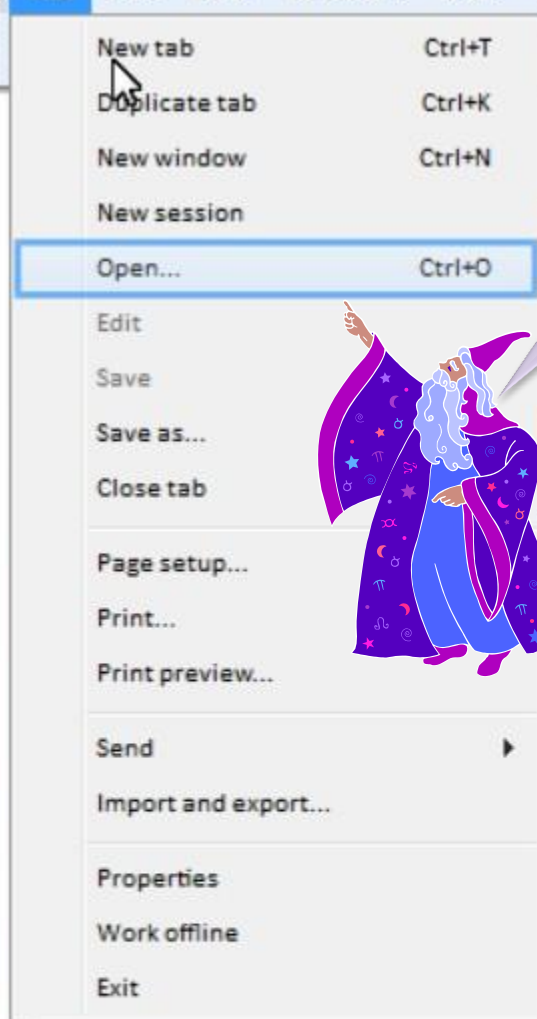 New tab Ctrl+T
Duplicate tab Ctrl+K
New window Ctrl+N
New session
Open... Ctrl+O
Edit
Save
Save as...
Close tab
Page setup...
Print...
Print preview...
Send
Import and export...
Properties
Work offline
Exit